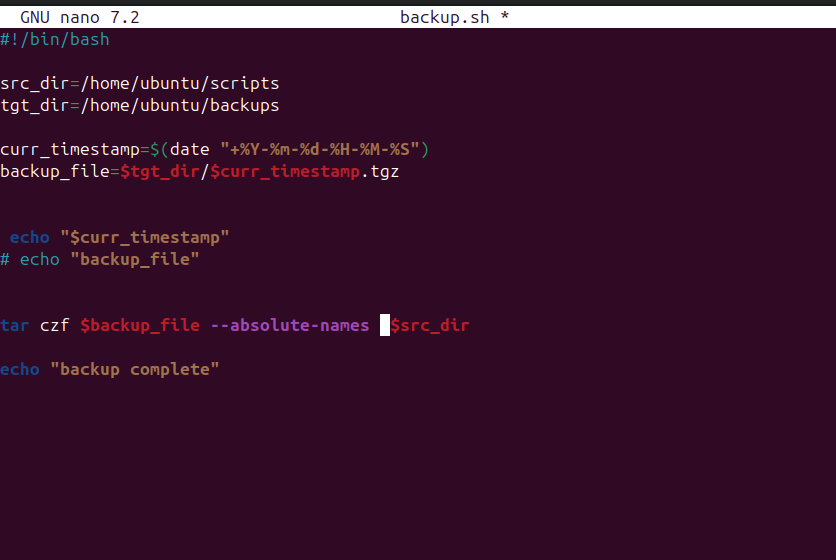 GNU nano 7.2 backup.sh *
#!/bin/bash
src_dir=/home/ubuntu/scripts
tgt_dir=/home/ubuntu/backups
curr_timestamp=$(date "+%Y-%m-%d-%H-%M-%S")
backup_file=$tgt_dir/$curr_timestamp.tgz
echo "$curr_timestamp"
# echo "backup_file"
tar czf $backup_file --absolute-names $src_dir
echo "backup complete"